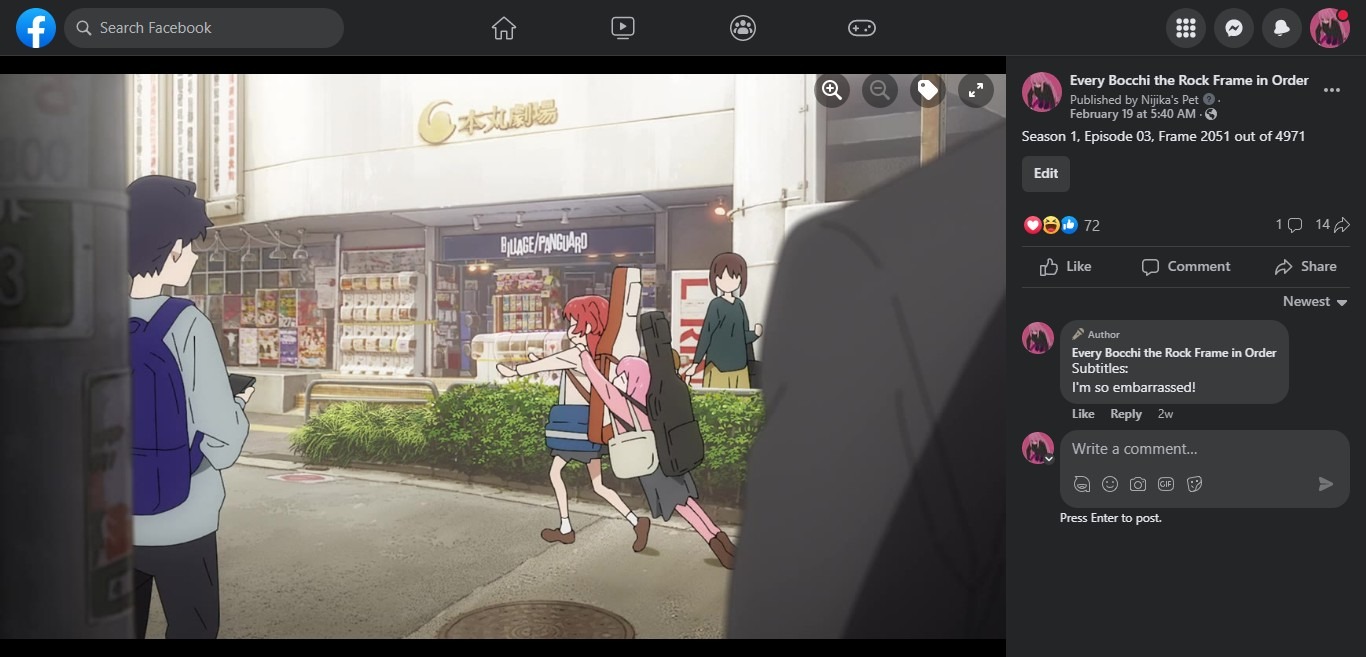 Search Facebook
本丸劇場
BILLAGE/PANGUARD
Every Bocchi the Rock Frame in Order
Published by Nijika's Pet ·
February 19 at 5:40 AM ·
Season 1, Episode 03, Frame 2051 out of 4971
Edit
72
1
14
Like
Comment
Share
Newest
Author
Every Bocchi the Rock Frame in Order
Subtitles:
I'm so embarrassed!
Like Reply 2w
Write a comment...
GIF
Press Enter to post.